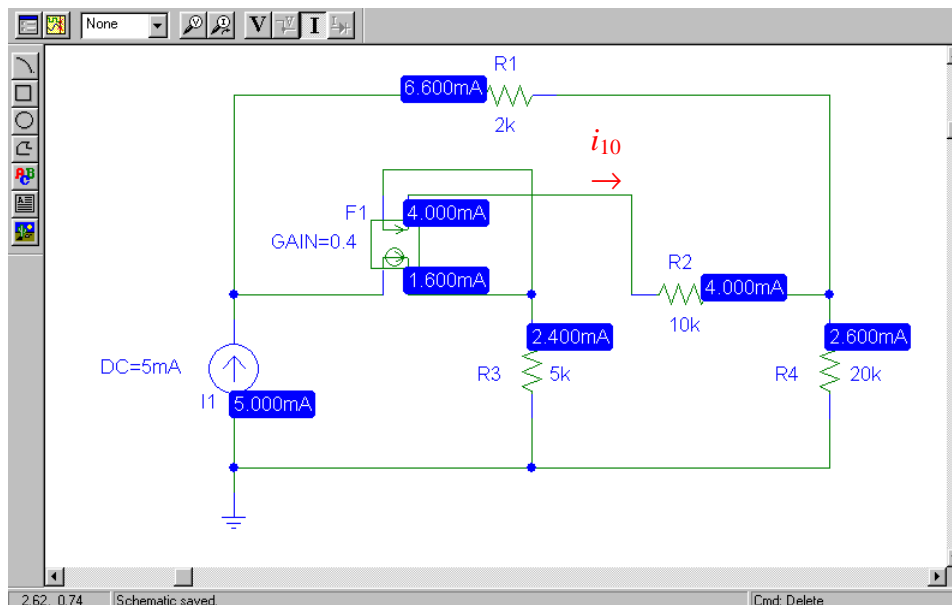 None
V
I
R1
6.600mA
2k
i10
F1
4.000mA
GAIN=0.4
1.600mA
R2
4.000mA
10k
2.400mA
2.600mA
DC=5mA
R3
5k
R4
20k
I1
5.000mA
2.62, 0.74
Schematic saved.
Cmd: Delete